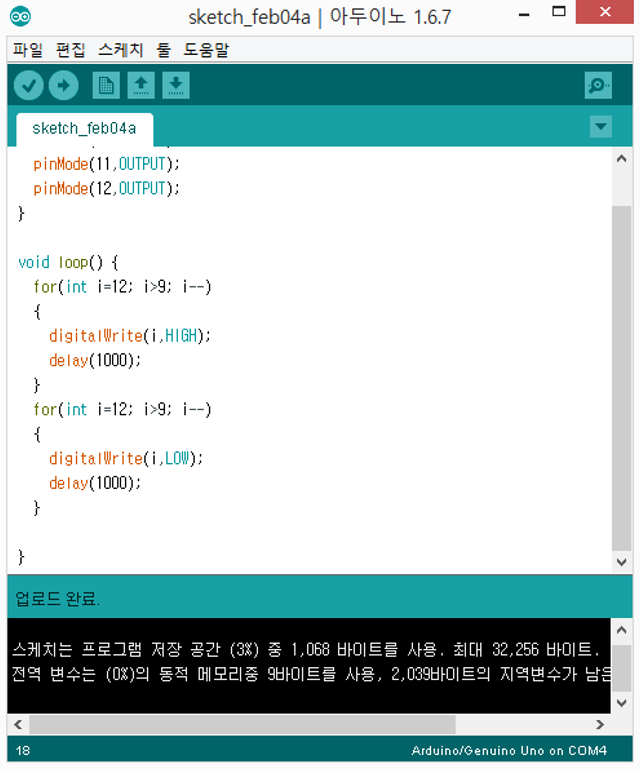 sketch_feb04a | 아두이노 1.6.7
파일 편집 스케치 툴 도움말
sketch_feb04a
pinMode(11,OUTPUT);
pinMode(12,OUTPUT);
}
void loop() {
for(int i=12; i>9; i--)
{
digitalWrite(i,HIGH);
delay(1000);
}
for(int i=12; i>9; i--)
{
digitalWrite(i,LOW);
delay(1000);
}
}
업로드 완료.
스케치는 프로그램 저장 공간 (3%) 중 1,068 바이트를 사용. 최대 32,256 바이트.
전역 변수는 (0%)의 동적 메모리중 9바이트를 사용, 2,039바이트의 지역변수가 남은
18
Arduino/Genuino Uno on COM4